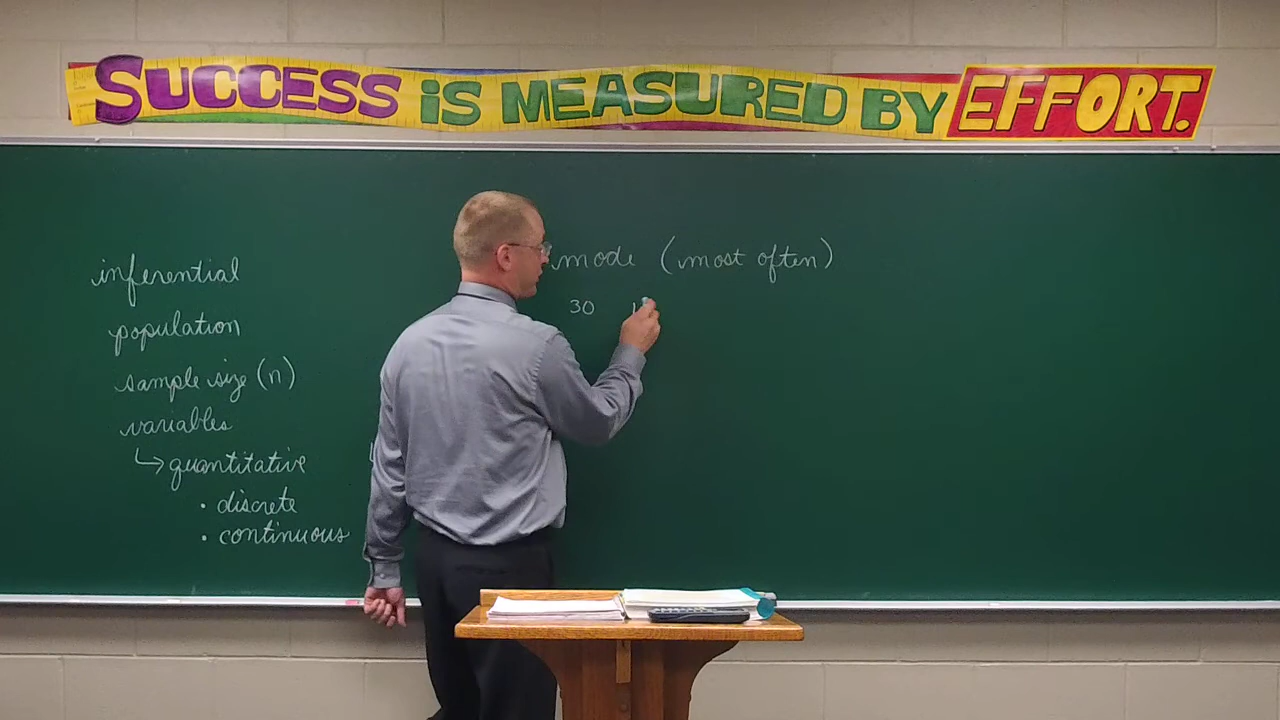 SUCCESS IS MEASURED BY EFFORT.
inferential
population
sample size (n)
variables
↳ quantitative
• discrete
• continuous
mode (most often)
30